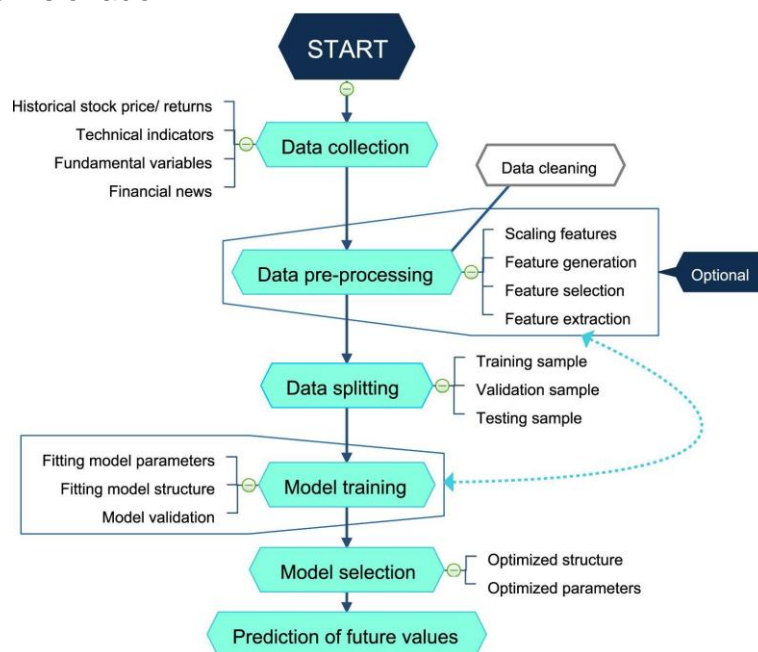 START
Historical stock price/ returns
Technical indicators
Fundamental variables
Financial news
Data collection
Data cleaning
Data pre-processing
Scaling features
Feature generation
Feature selection
Feature extraction
Optional
Data splitting
Training sample
Validation sample
Testing sample
Fitting model parameters
Fitting model structure
Model validation
Model training
Model selection
Optimized structure
Optimized parameters
Prediction of future values